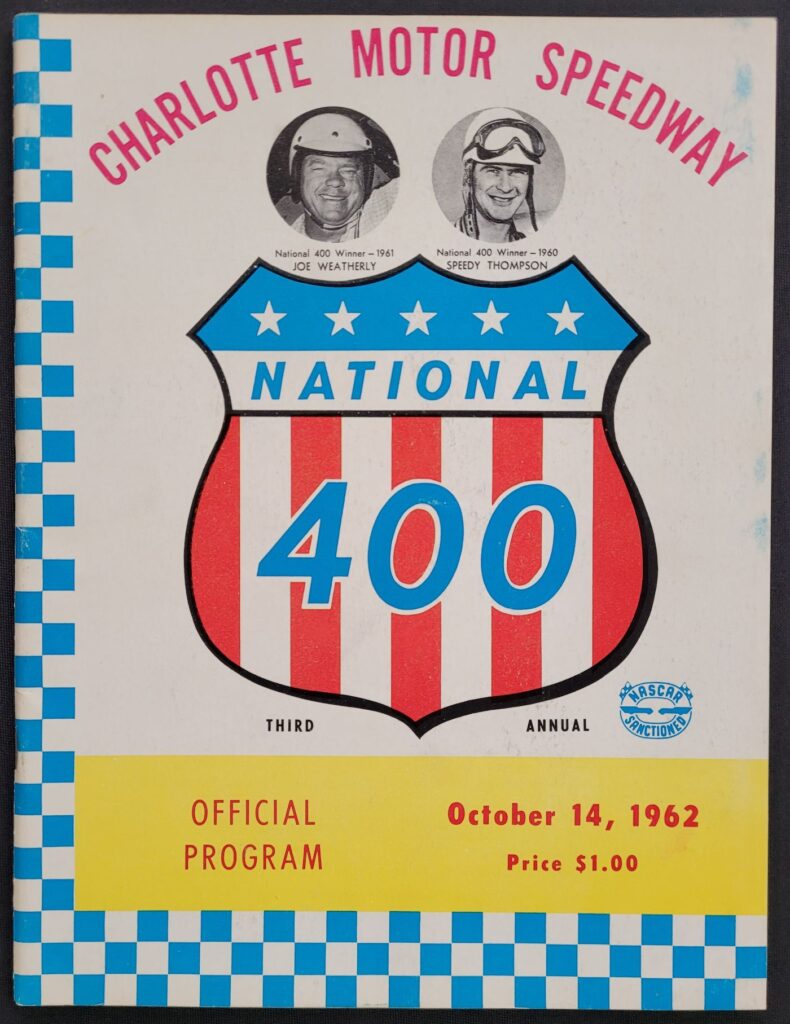 CHARLOTTE MOTOR SPEEDWAY
National 400 Winner – 1961
JOE WEATHERLY
National 400 Winner – 1960
SPEEDY THOMPSON
NATIONAL
400
THIRD ANNUAL
NASCAR
SANCTIONED
OFFICIAL
PROGRAM
October 14, 1962
Price $1.00